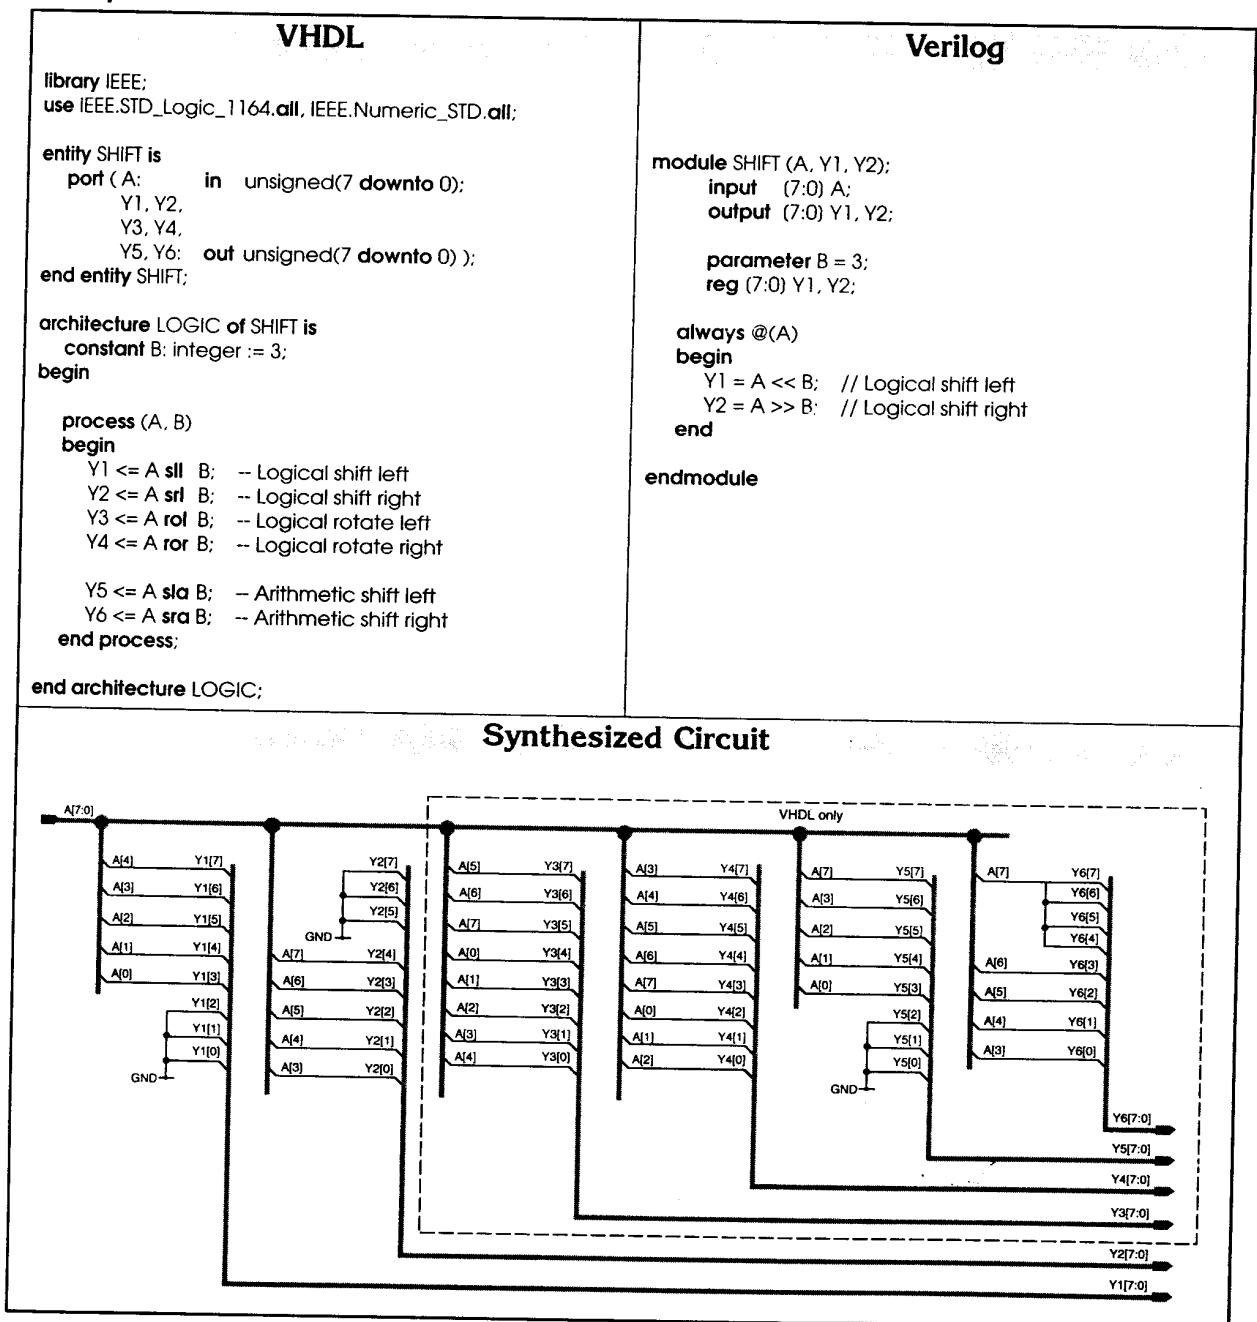 VHDL
library IEEE;
use IEEE.STD_Logic_1164.all, IEEE.Numeric_STD.all;
entity SHIFT is
port ( A: in unsigned(7 downto 0);
Y1, Y2,
Y3, Y4,
Y5, Y6: out unsigned(7 downto 0) );
end entity SHIFT;
architecture LOGIC of SHIFT is
constant B: integer := 3;
begin
process (A, B)
begin
Y1 <= A sll B; -- Logical shift left
Y2 <= A srl B; -- Logical shift right
Y3 <= A rol B; -- Logical rotate left
Y4 <= A ror B; -- Logical rotate right
Y5 <= A sla B; -- Arithmetic shift left
Y6 <= A sra B; -- Arithmetic shift right
end process;
end architecture LOGIC;
Verilog
module SHIFT (A, Y1, Y2);
input (7:0) A;
output (7:0) Y1, Y2;
parameter B = 3;
reg (7:0) Y1, Y2;
always @(A)
begin
Y1 = A << B; // Logical shift left
Y2 = A >> B; // Logical shift right
end
endmodule
Synthesized Circuit
A[7:0]
VHDL only
A[4] Y1[7]
A[3] Y1[6]
A[2] Y1[5]
A[1] Y1[4]
A[0] Y1[3]
Y1[2]
Y1[1]
Y1[0]
GND
Y2[7]
Y2[6]
Y2[5]
GND
A[7] Y2[4]
A[6] Y2[3]
A[5] Y2[2]
A[4] Y2[1]
A[3] Y2[0]
A[5] Y3[7]
A[6] Y3[6]
A[7] Y3[5]
A[0] Y3[4]
A[1] Y3[3]
A[2] Y3[2]
A[3] Y3[1]
A[4] Y3[0]
A[3] Y4[7]
A[4] Y4[6]
A[5] Y4[5]
A[6] Y4[4]
A[7] Y4[3]
A[0] Y4[2]
A[1] Y4[1]
A[2] Y4[0]
A[7] Y5[7]
A[3] Y5[6]
A[2] Y5[5]
A[1] Y5[4]
A[0] Y5[3]
Y5[2]
Y5[1]
Y5[0]
GND
A[7] Y6[7]
Y6[6]
Y6[5]
Y6[4]
A[6] Y6[3]
A[5] Y6[2]
A[4] Y6[1]
A[3] Y6[0]
Y6[7:0]
Y5[7:0]
Y4[7:0]
Y3[7:0]
Y2[7:0]
Y1[7:0]